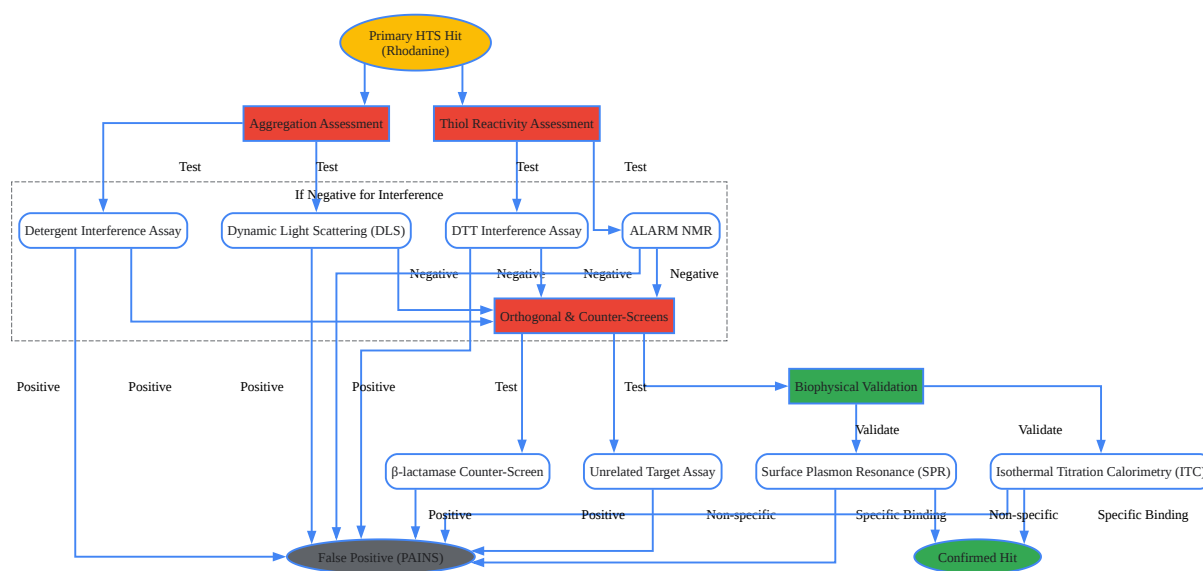 Primary HTS Hit
(Rhodanine)
Aggregation Assessment
Thiol Reactivity Assessment
Test
Test
Test
Test
If Negative for Interference
Detergent Interference Assay
Dynamic Light Scattering (DLS)
DTT Interference Assay
ALARM NMR
Negative
Negative
Negative
Negative
Orthogonal & Counter-Screens
Positive
Positive
Positive
Positive
Test
Test
Biophysical Validation
Validate
Validate
β-lactamase Counter-Screen
Unrelated Target Assay
Surface Plasmon Resonance (SPR)
Isothermal Titration Calorimetry (ITC)
Positive
Positive
Non-specific
Specific Binding
Non-specific
Specific Binding
False Positive (PAINS)
Confirmed Hit